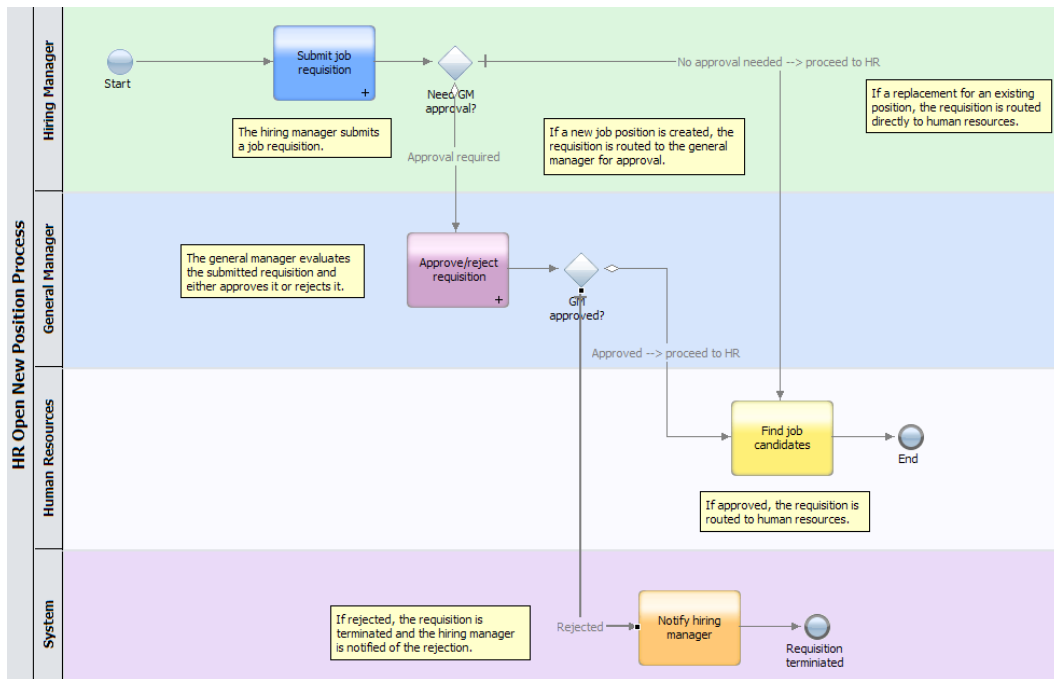 HR Open New Position Process
Hiring Manager
Start
Submit job
requisition
+
Need GM
approval?
No approval needed --> proceed to HR
If a replacement for an existing
position, the requisition is routed
directly to human resources.
The hiring manager submits
a job requisition.
If a new job position is created, the
requisition is routed to the general
manager for approval.
Approval required
General Manager
The general manager evaluates
the submitted requisition and
either approves it or rejects it.
Approve/reject
requisition
+
GM
approved?
Approved --> proceed to HR
Human Resources
Find job
candidates
End
If approved, the requisition is
routed to human resources.
System
If rejected, the requisition is
terminated and the hiring manager
is notified of the rejection.
Rejected
Notify hiring
manager
Requisition
terminiated